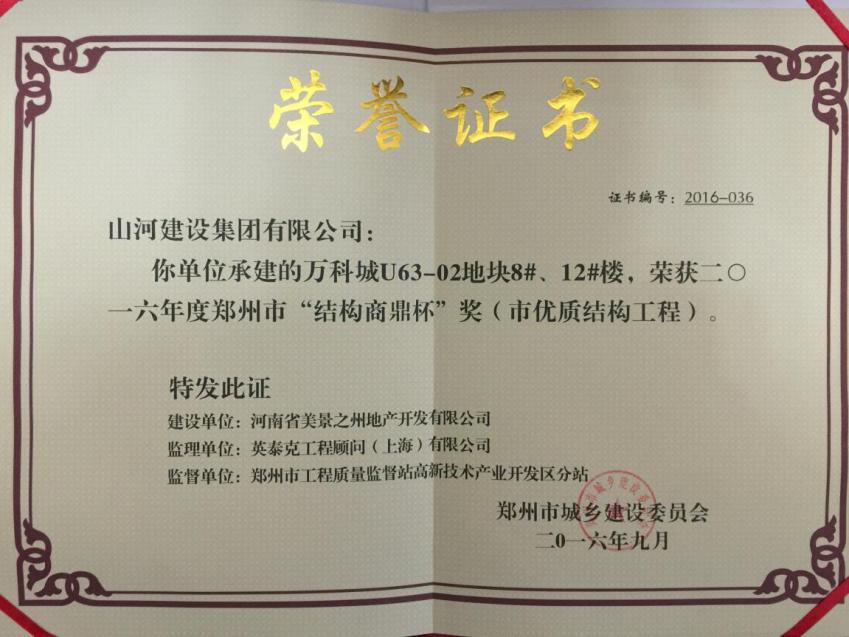 荣誉证书
证书编号：2016-036
山河建设集团有限公司：
你单位承建的万科城U63-02地块8#、12#楼，荣获二〇
一六年度郑州市“结构商鼎杯”奖（市优质结构工程）。
特发此证
建设单位：河南省美景之州地产开发有限公司
监理单位：英泰克工程顾问（上海）有限公司
监督单位：郑州市工程质量监督站高新技术产业开发区分站
郑州市城乡建设委员会
二0一六年九月